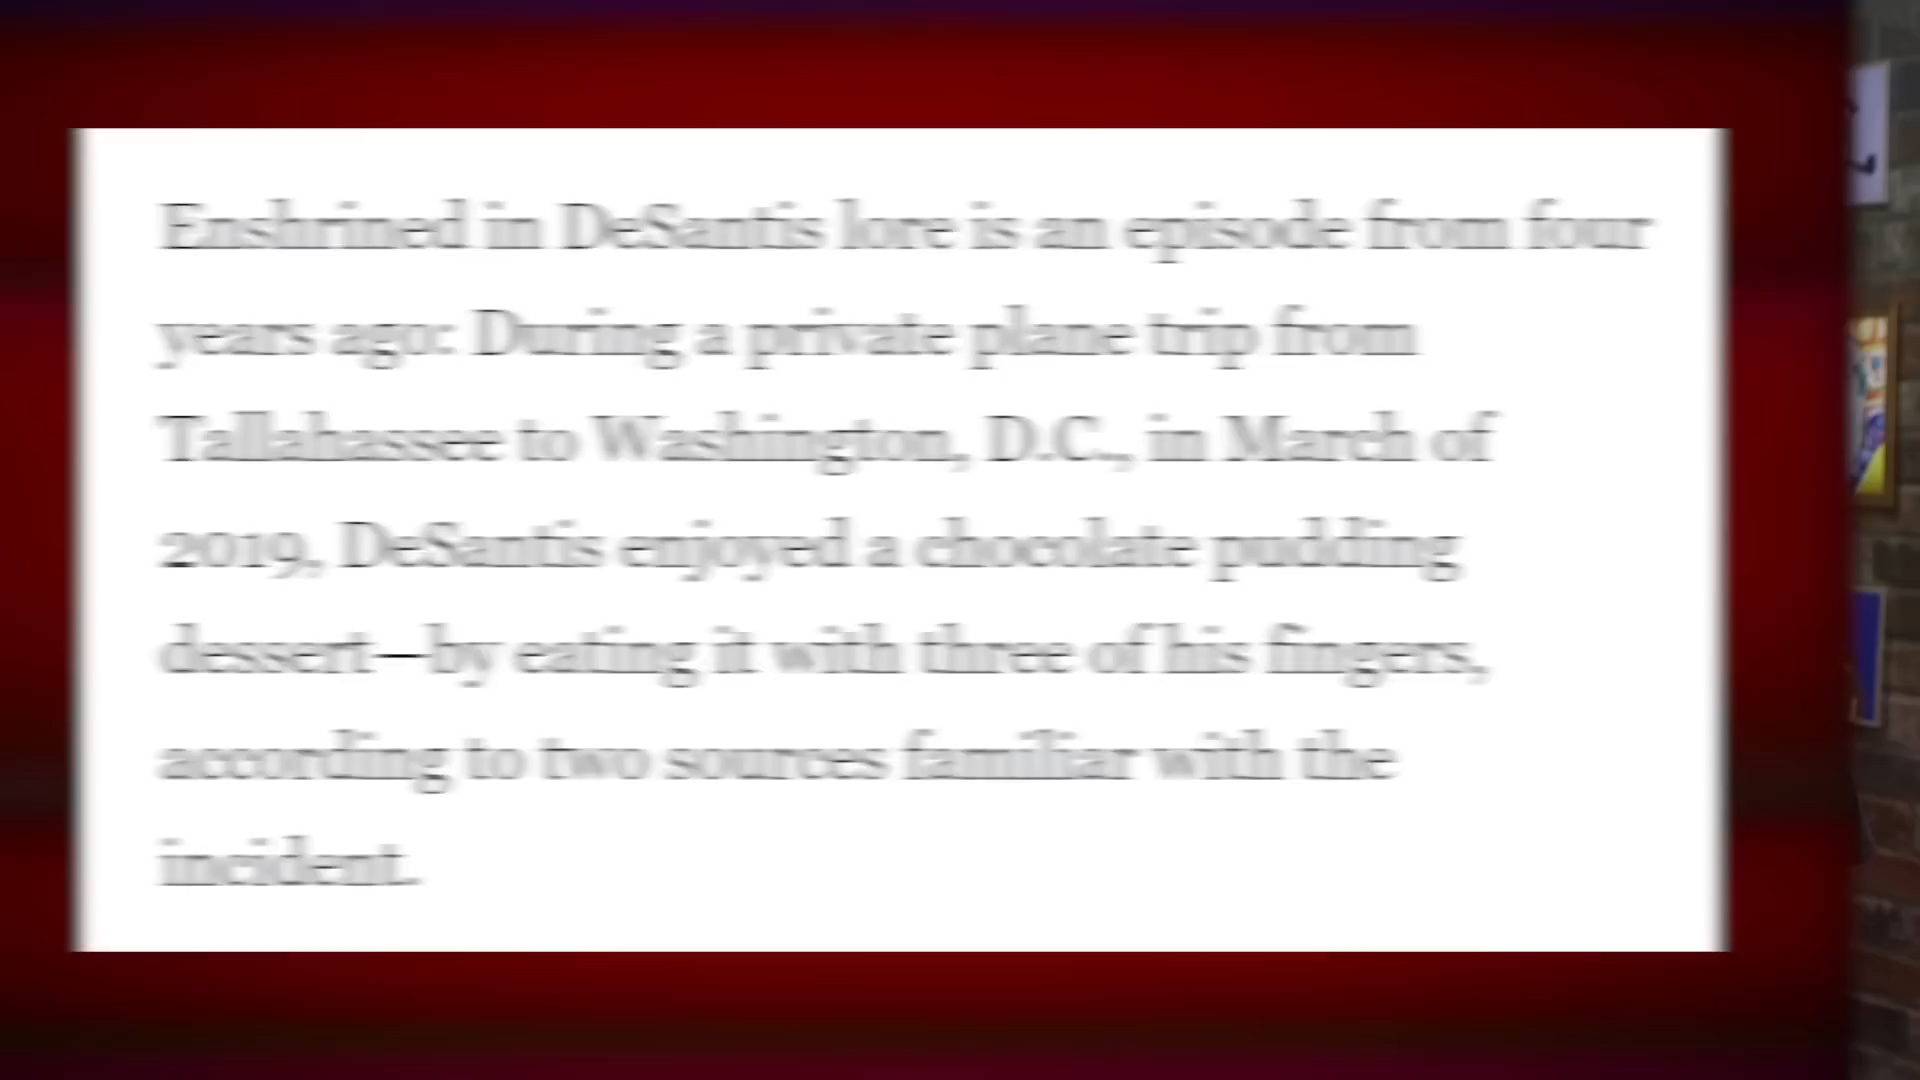 Enshrined in DeSantis lore is an episode from four
years ago: During a private plane trip from
Tallahassee to Washington, D.C., in March of
2019, DeSantis enjoyed a chocolate pudding
dessert—by eating it with three of his fingers,
according to two sources familiar with the
incident.